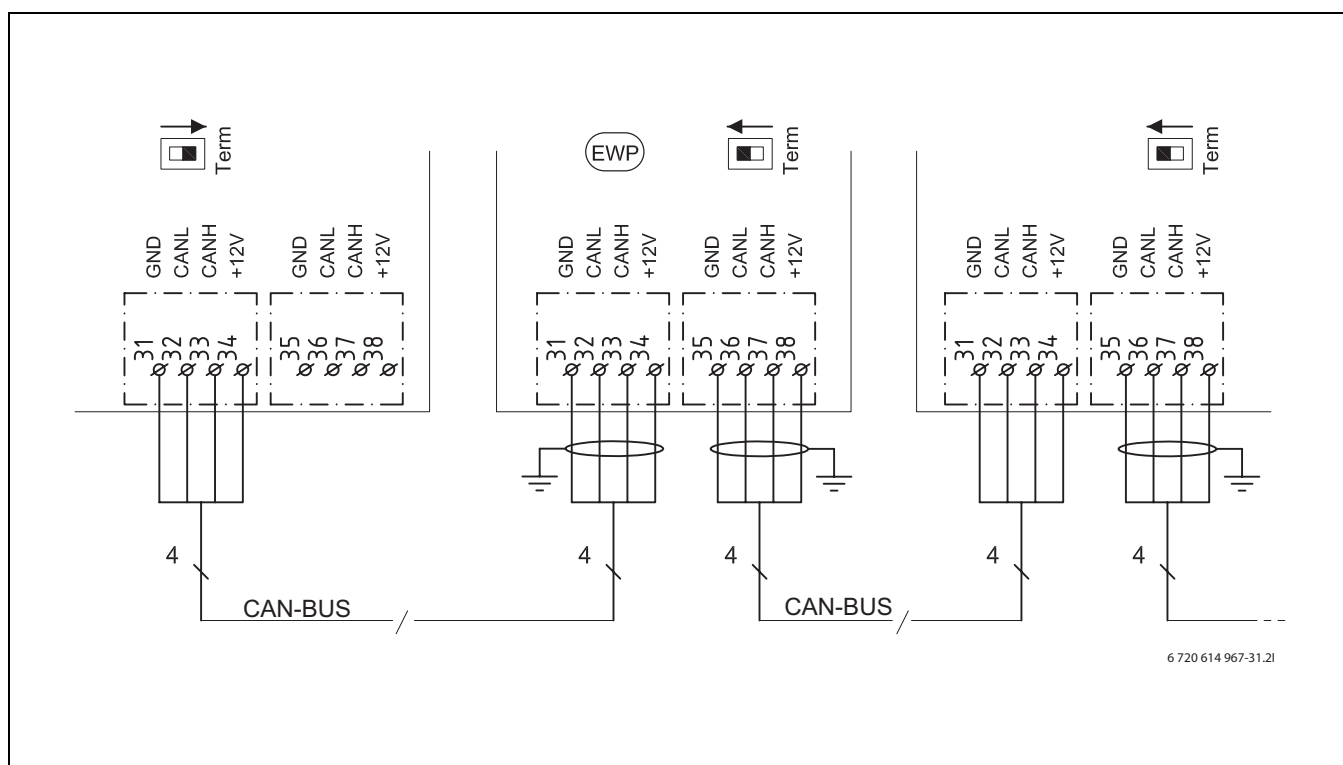 Term
EWP
Term
Term
GND CANL CANH +12V
GND CANL CANH +12V
GND CANL CANH +12V
GND CANL CANH +12V
GND CANL CANH +12V
GND CANL CANH +12V
31 32 33 34
35 36 37 38
31 32 33 34
35 36 37 38
31 32 33 34
35 36 37 38
4
4
4
4
4
CAN-BUS
CAN-BUS
6 720 614 967-31.2I